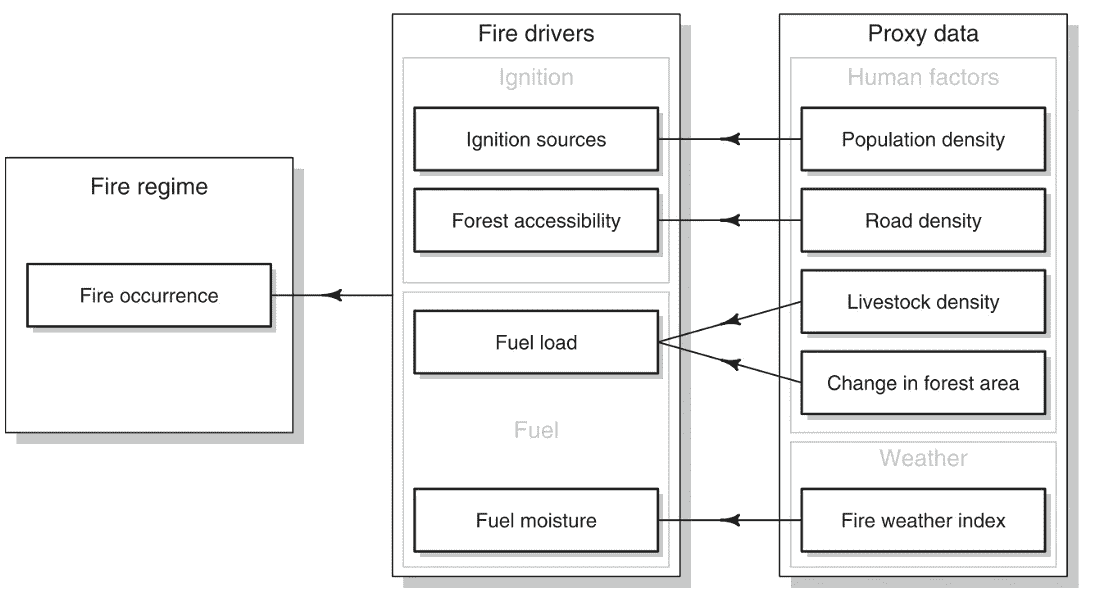 Fire regime
Fire occurrence
Fire drivers
Ignition
Ignition sources
Forest accessibility
Fuel load
Fuel
Fuel moisture
Proxy data
Human factors
Population density
Road density
Livestock density
Change in forest area
Weather
Fire weather index